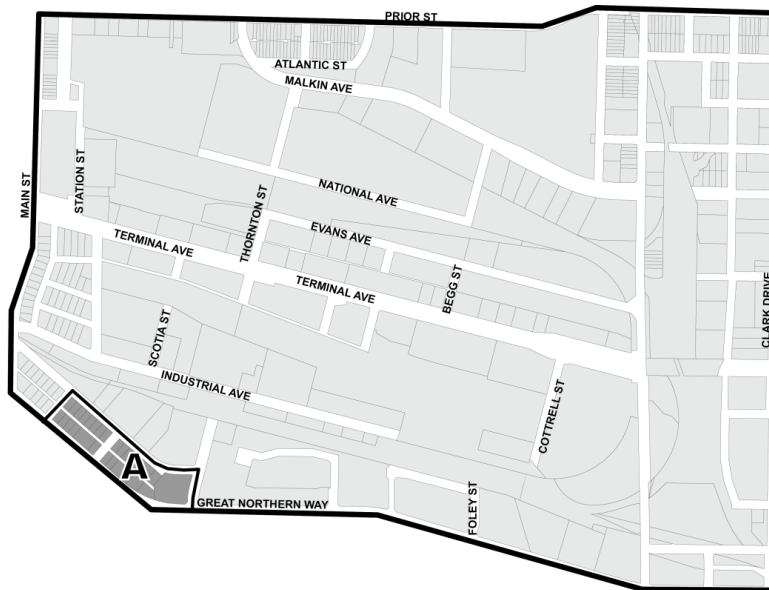 PRIOR ST
ATLANTIC ST
MALKIN AVE
MAIN ST
STATION ST
NATIONAL AVE
THORNTON ST
EVANS AVE
TERMINAL AVE
TERMINAL AVE
BEGG ST
CLARK DRIVE
SCOTIA ST
INDUSTRIAL AVE
COTTRELL ST
A
GREAT NORTHERN WAY
FOLEY ST